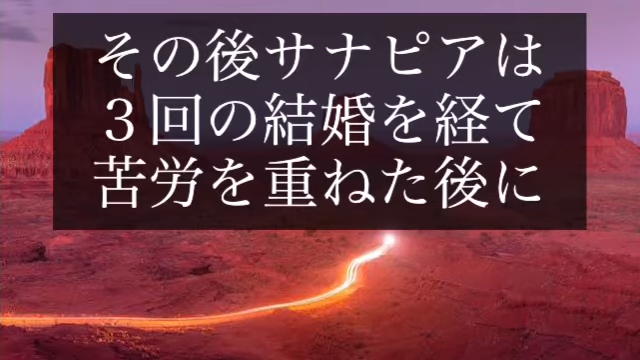 その後サナピアは
３回の結婚を経て
苦労を重ねた後に